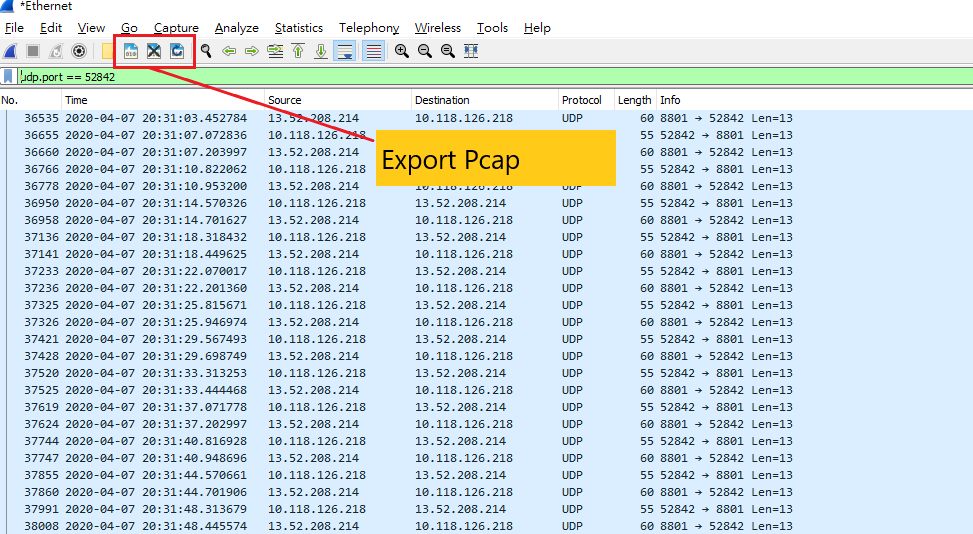 *Ethernet
File Edit View Go Capture Analyze Statistics Telephony Wireless Tools Help
udp.port == 52842
No. Time Source Destination Protocol Length Info
36535 2020-04-07 20:31:03.452784 13.52.208.214 10.118.126.218 UDP 60 8801 → 52842 Len=13
36655 2020-04-07 20:31:07.072836 10.118.126.218 55 52842 → 8801 Len=13
36660 2020-04-07 20:31:07.203997 13.52.208.214 60 8801 → 52842 Len=13
Export Pcap
36766 2020-04-07 20:31:10.822062 10.118.126.218 55 52842 → 8801 Len=13
36778 2020-04-07 20:31:10.953200 13.52.208.214 10.118.126.218 UDP 60 8801 → 52842 Len=13
36950 2020-04-07 20:31:14.570326 10.118.126.218 13.52.208.214 UDP 55 52842 → 8801 Len=13
36958 2020-04-07 20:31:14.701627 13.52.208.214 10.118.126.218 UDP 60 8801 → 52842 Len=13
37136 2020-04-07 20:31:18.318432 10.118.126.218 13.52.208.214 UDP 55 52842 → 8801 Len=13
37141 2020-04-07 20:31:18.449625 13.52.208.214 10.118.126.218 UDP 60 8801 → 52842 Len=13
37233 2020-04-07 20:31:22.070017 10.118.126.218 13.52.208.214 UDP 55 52842 → 8801 Len=13
37236 2020-04-07 20:31:22.201360 13.52.208.214 10.118.126.218 UDP 60 8801 → 52842 Len=13
37325 2020-04-07 20:31:25.815671 10.118.126.218 13.52.208.214 UDP 55 52842 → 8801 Len=13
37326 2020-04-07 20:31:25.946974 13.52.208.214 10.118.126.218 UDP 60 8801 → 52842 Len=13
37421 2020-04-07 20:31:29.567493 10.118.126.218 13.52.208.214 UDP 55 52842 → 8801 Len=13
37428 2020-04-07 20:31:29.698749 13.52.208.214 10.118.126.218 UDP 60 8801 → 52842 Len=13
37520 2020-04-07 20:31:33.313253 10.118.126.218 13.52.208.214 UDP 55 52842 → 8801 Len=13
37525 2020-04-07 20:31:33.444468 13.52.208.214 10.118.126.218 UDP 60 8801 → 52842 Len=13
37619 2020-04-07 20:31:37.071778 10.118.126.218 13.52.208.214 UDP 55 52842 → 8801 Len=13
37624 2020-04-07 20:31:37.202997 13.52.208.214 10.118.126.218 UDP 60 8801 → 52842 Len=13
37744 2020-04-07 20:31:40.816928 10.118.126.218 13.52.208.214 UDP 55 52842 → 8801 Len=13
37747 2020-04-07 20:31:40.948696 13.52.208.214 10.118.126.218 UDP 60 8801 → 52842 Len=13
37855 2020-04-07 20:31:44.570661 10.118.126.218 13.52.208.214 UDP 55 52842 → 8801 Len=13
37860 2020-04-07 20:31:44.701906 13.52.208.214 10.118.126.218 UDP 60 8801 → 52842 Len=13
37991 2020-04-07 20:31:48.313679 10.118.126.218 13.52.208.214 UDP 55 52842 → 8801 Len=13
38008 2020-04-07 20:31:48.445574 13.52.208.214 10.118.126.218 UDP 60 8801 → 52842 Len=13